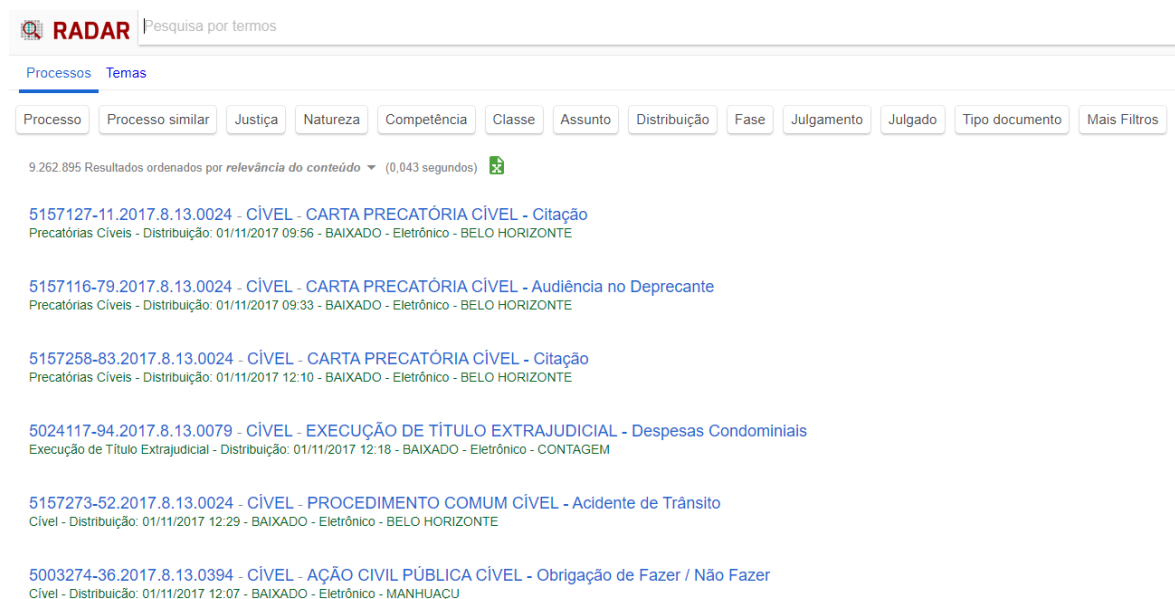 RADAR Pesquisa por termos
Processos Temas
Processo Processo similar Justiça Natureza Competência Classe Assunto Distribuição Fase Julgamento Julgado Tipo documento Mais Filtros
9.262.895 Resultados ordenados por relevância do conteúdo (0,043 segundos)
5157127-11.2017.8.13.0024 - CÍVEL - CARTA PRECATÓRIA CÍVEL - Citação
Precatórias Cíveis - Distribuição: 01/11/2017 09:56 - BAIXADO - Eletrônico - BELO HORIZONTE
5157116-79.2017.8.13.0024 - CÍVEL - CARTA PRECATÓRIA CÍVEL - Audiência no Deprecante
Precatórias Cíveis - Distribuição: 01/11/2017 09:33 - BAIXADO - Eletrônico - BELO HORIZONTE
5157258-83.2017.8.13.0024 - CÍVEL - CARTA PRECATÓRIA CÍVEL - Citação
Precatórias Cíveis - Distribuição: 01/11/2017 12:10 - BAIXADO - Eletrônico - BELO HORIZONTE
5024117-94.2017.8.13.0079 - CÍVEL - EXECUÇÃO DE TÍTULO EXTRAJUDICIAL - Despesas Condominiais
Execução de Título Extrajudicial - Distribuição: 01/11/2017 12:18 - BAIXADO - Eletrônico - CONTAGEM
5157273-52.2017.8.13.0024 - CÍVEL - PROCEDIMENTO COMUM CÍVEL - Acidente de Trânsito
Cível - Distribuição: 01/11/2017 12:29 - BAIXADO - Eletrônico - BELO HORIZONTE
5003274-36.2017.8.13.0394 - CÍVEL - AÇÃO CIVIL PÚBLICA CÍVEL - Obrigação de Fazer / Não Fazer
Cível - Distribuição: 01/11/2017 12:07 - BAIXADO - Eletrônico - MANHUAÇU